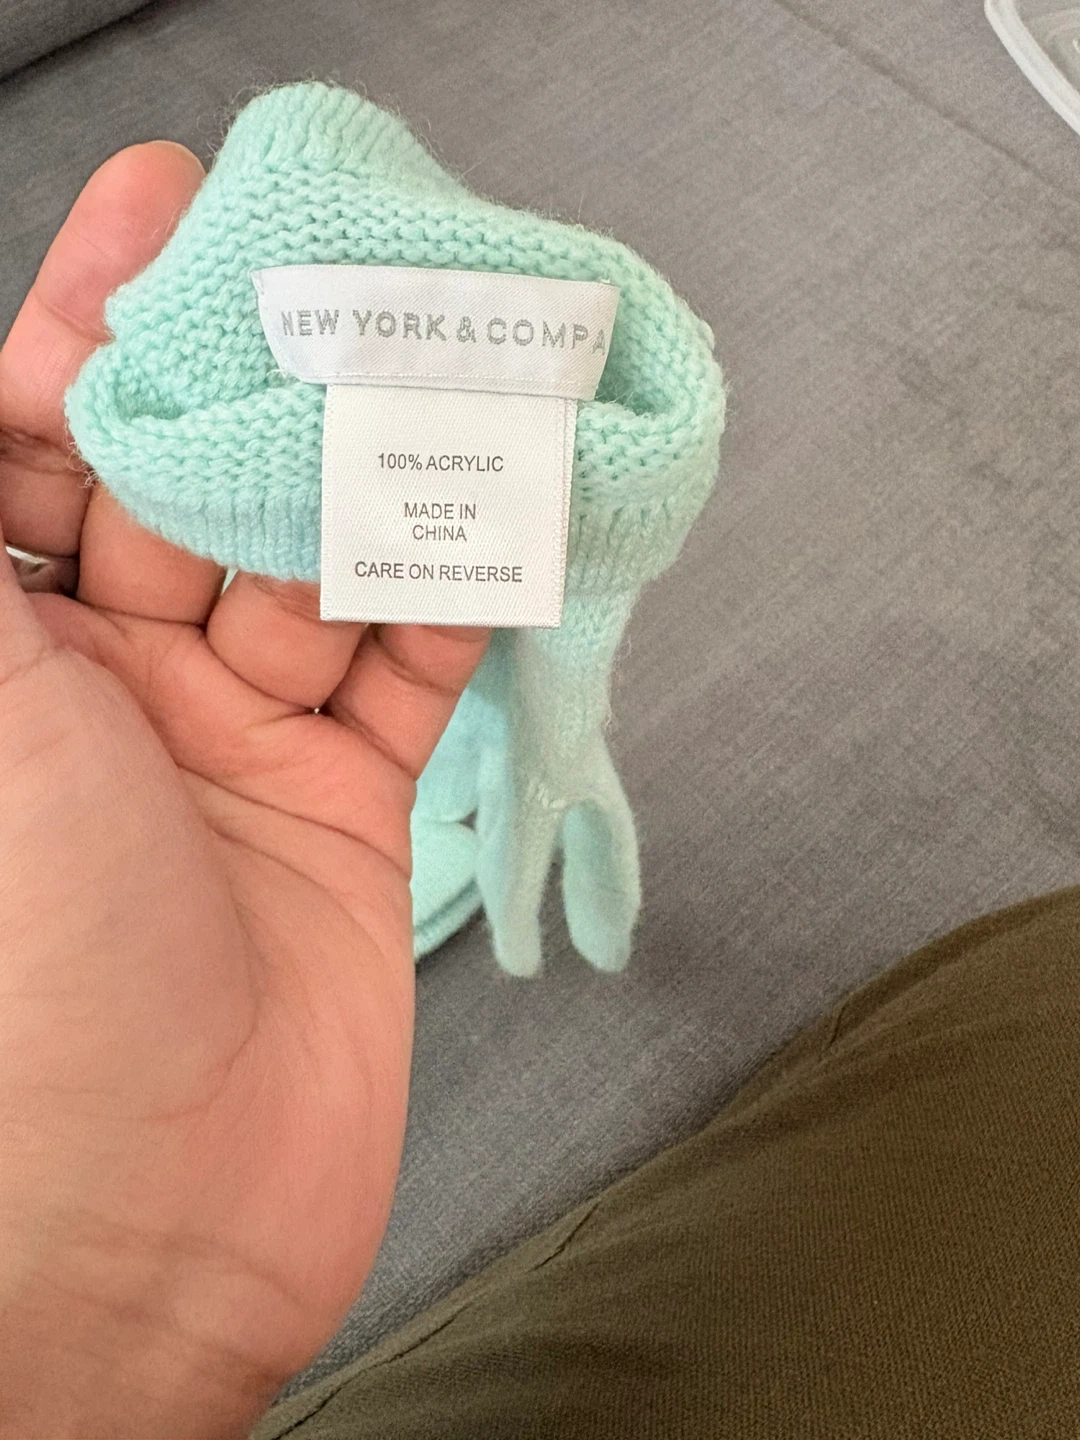 NEW YORK & COMPA
100% ACRYLIC
MADE IN
CHINA
CARE ON REVERSE